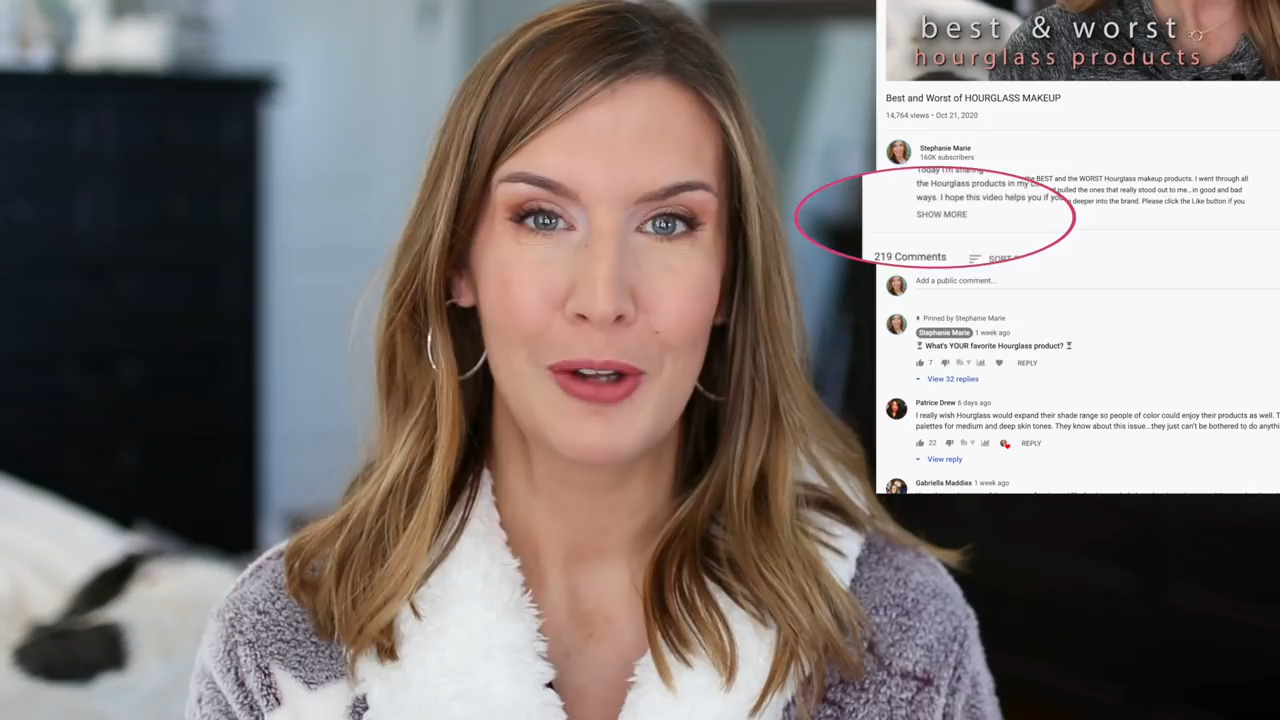 best & worst
hourglass products
Best and Worst of HOURGLASS MAKEUP
14,764 views • Oct 21, 2020
Stephanie Marie
160K subscribers
Today I'm sharing the BEST and the WORST Hourglass makeup products. I went through all
the Hourglass products in my pulled the ones that really stood out to me...in good and bad
ways. I hope this video helps you if you deeper into the brand. Please click the Like button if you
SHOW MORE
219 Comments SORT
Add a public comment...
Pinned by Stephanie Marie
Stephanie Marie 1 week ago
⏳ What's YOUR favorite Hourglass product? ⏳
7 REPLY
View 32 replies
Patrice Drew 6 days ago
I really wish Hourglass would expand their shade range so people of color could enjoy their products as well. T
palettes for medium and deep skin tones. They know about this issue...they just can't be bothered to do anythi
22 REPLY
View reply
Gabriella Maddiex 1 week ago